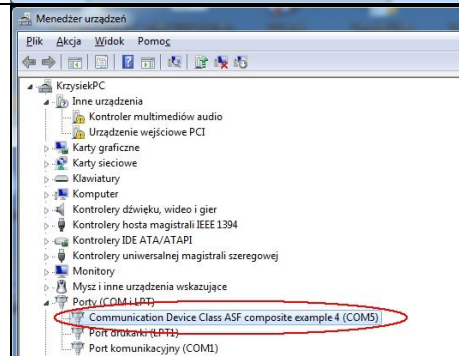 Menedżer urządzeń
Plik Akcja Widok Pomoc
KrzysiekPC
Inne urządzenia
Kontroler multimediów audio
Urządzenie wejściowe PCI
Karty graficzne
Karty sieciowe
Klawiatury
Komputer
Kontrolery dźwięku, wideo i gier
Kontrolery hosta magistrali IEEE 1394
Kontrolery IDE ATA/ATAPI
Kontrolery uniwersalnej magistrali szeregowej
Monitory
Mysz i inne urządzenia wskazujące
Porty (COM i LPT)
Communication Device Class ASF composite example 4 (COM5)
Port drukarki (LPT1)
Port komunikacyjny (COM1)